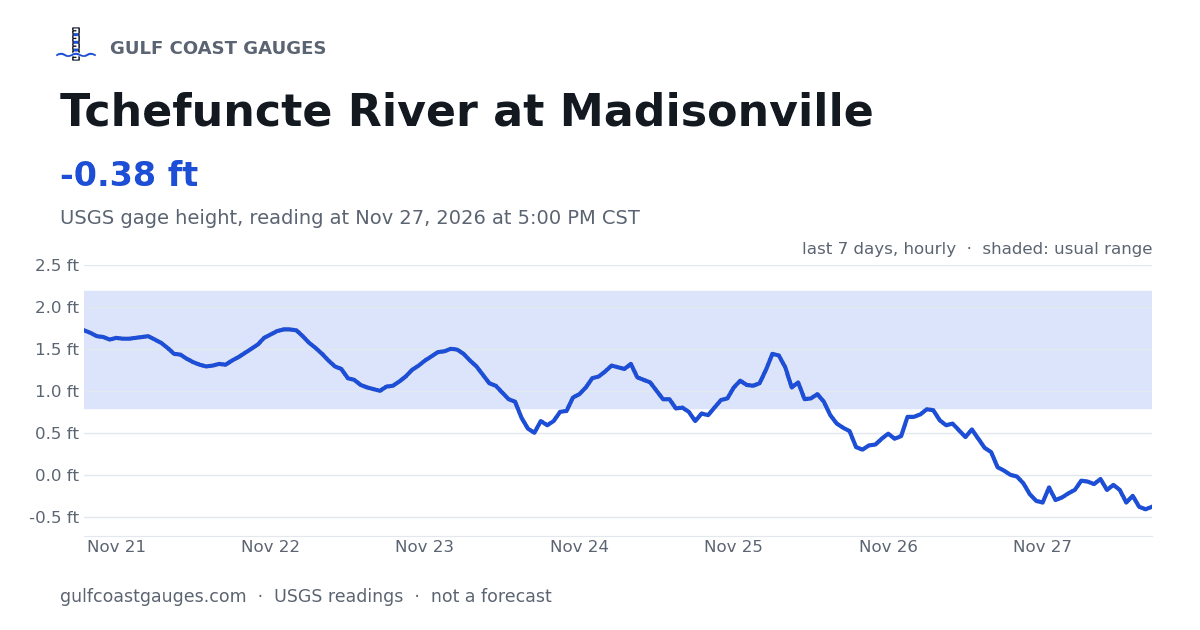 GULF COAST GAUGES
Tchefuncte River at Madisonville
-0.38 ft
USGS gage height, reading at Nov 27, 2026 at 5:00 PM CST
last 7 days, hourly · shaded: usual range
2.5 ft
2.0 ft
1.5 ft
1.0 ft
0.5 ft
0.0 ft
-0.5 ft
Nov 21 Nov 22 Nov 23 Nov 24 Nov 25 Nov 26 Nov 27
gulfcoastgauges.com · USGS readings · not a forecast